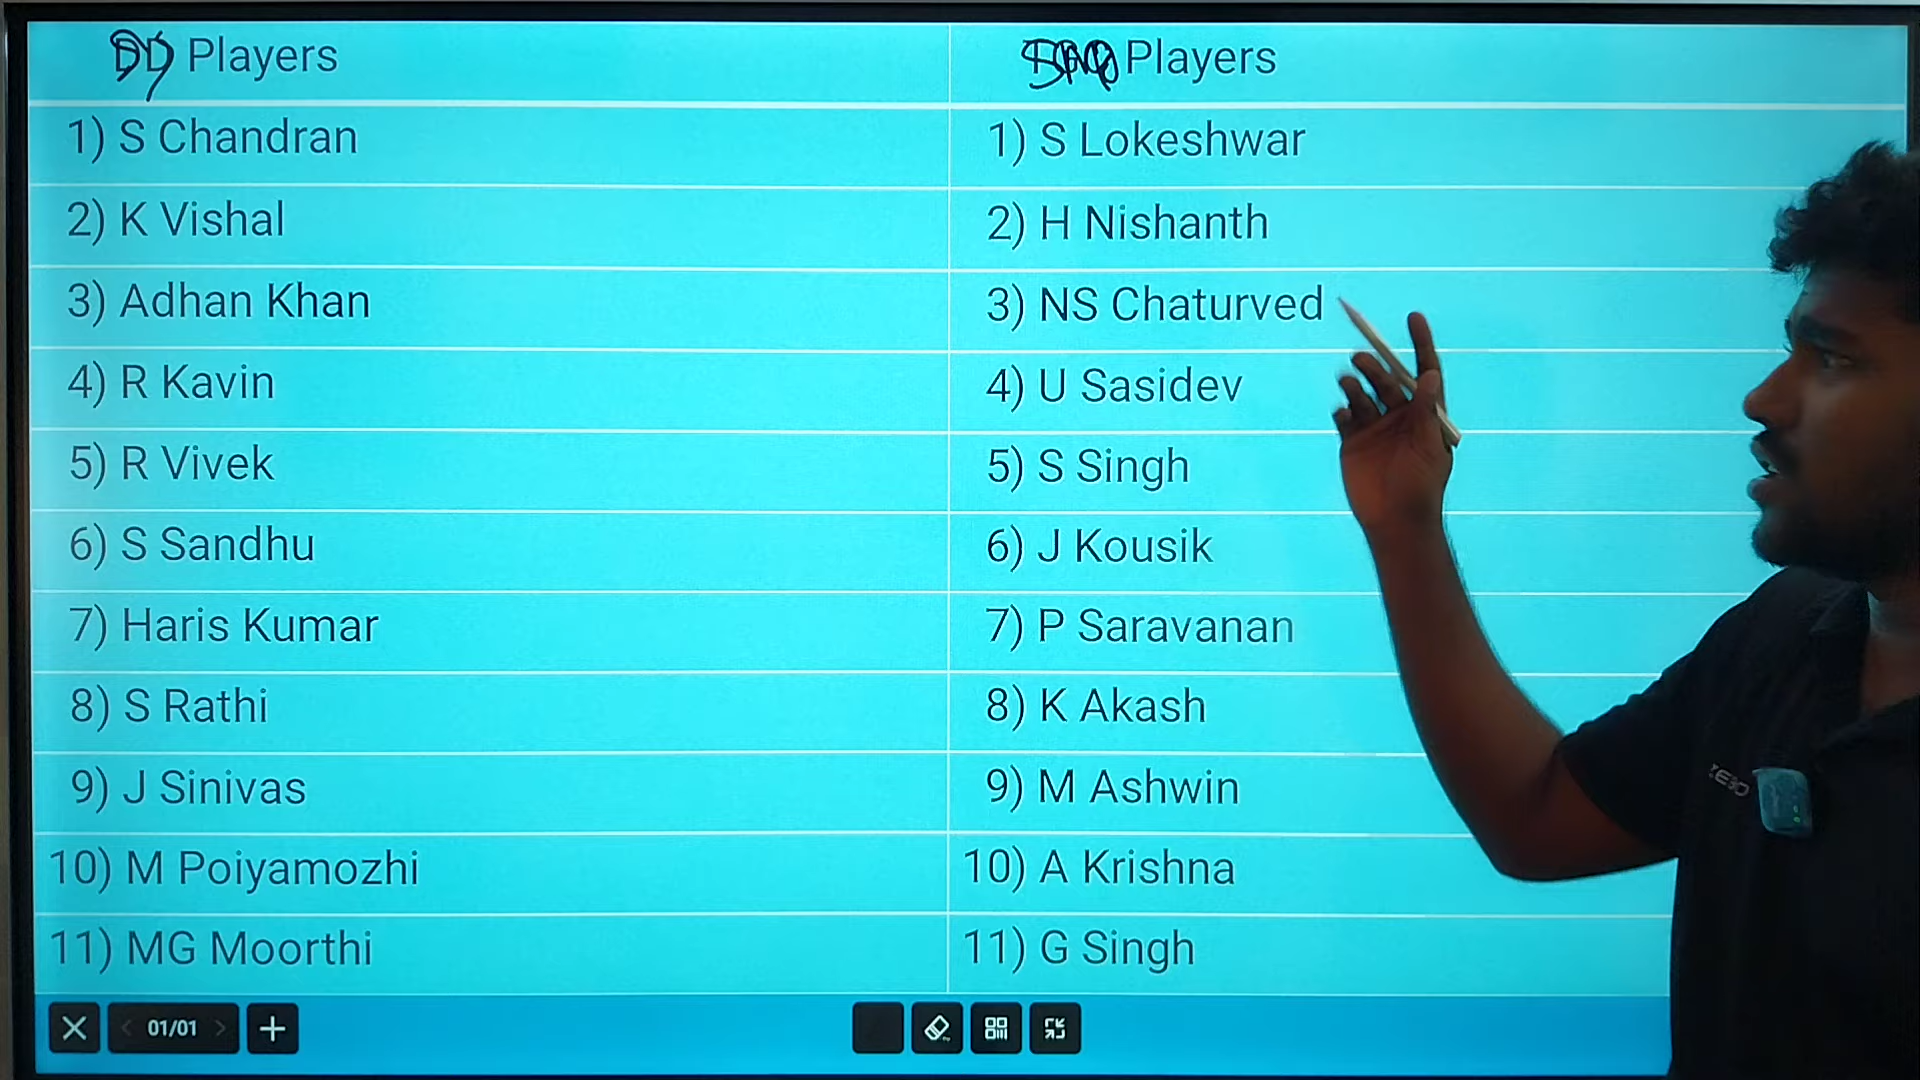 DD Players
Players
1) S Chandran
1) S Lokeshwar
2) K Vishal
2) H Nishanth
3) Adhan Khan
3) NS Chaturved
4) R Kavin
4) U Sasidev
5) R Vivek
5) S Singh
6) S Sandhu
6) J Kousik
7) Haris Kumar
7) P Saravanan
8) S Rathi
8) K Akash
9) J Sinivas
9) M Ashwin
10) M Poiyamozhi
10) A Krishna
11) MG Moorthi
11) G Singh
01/01